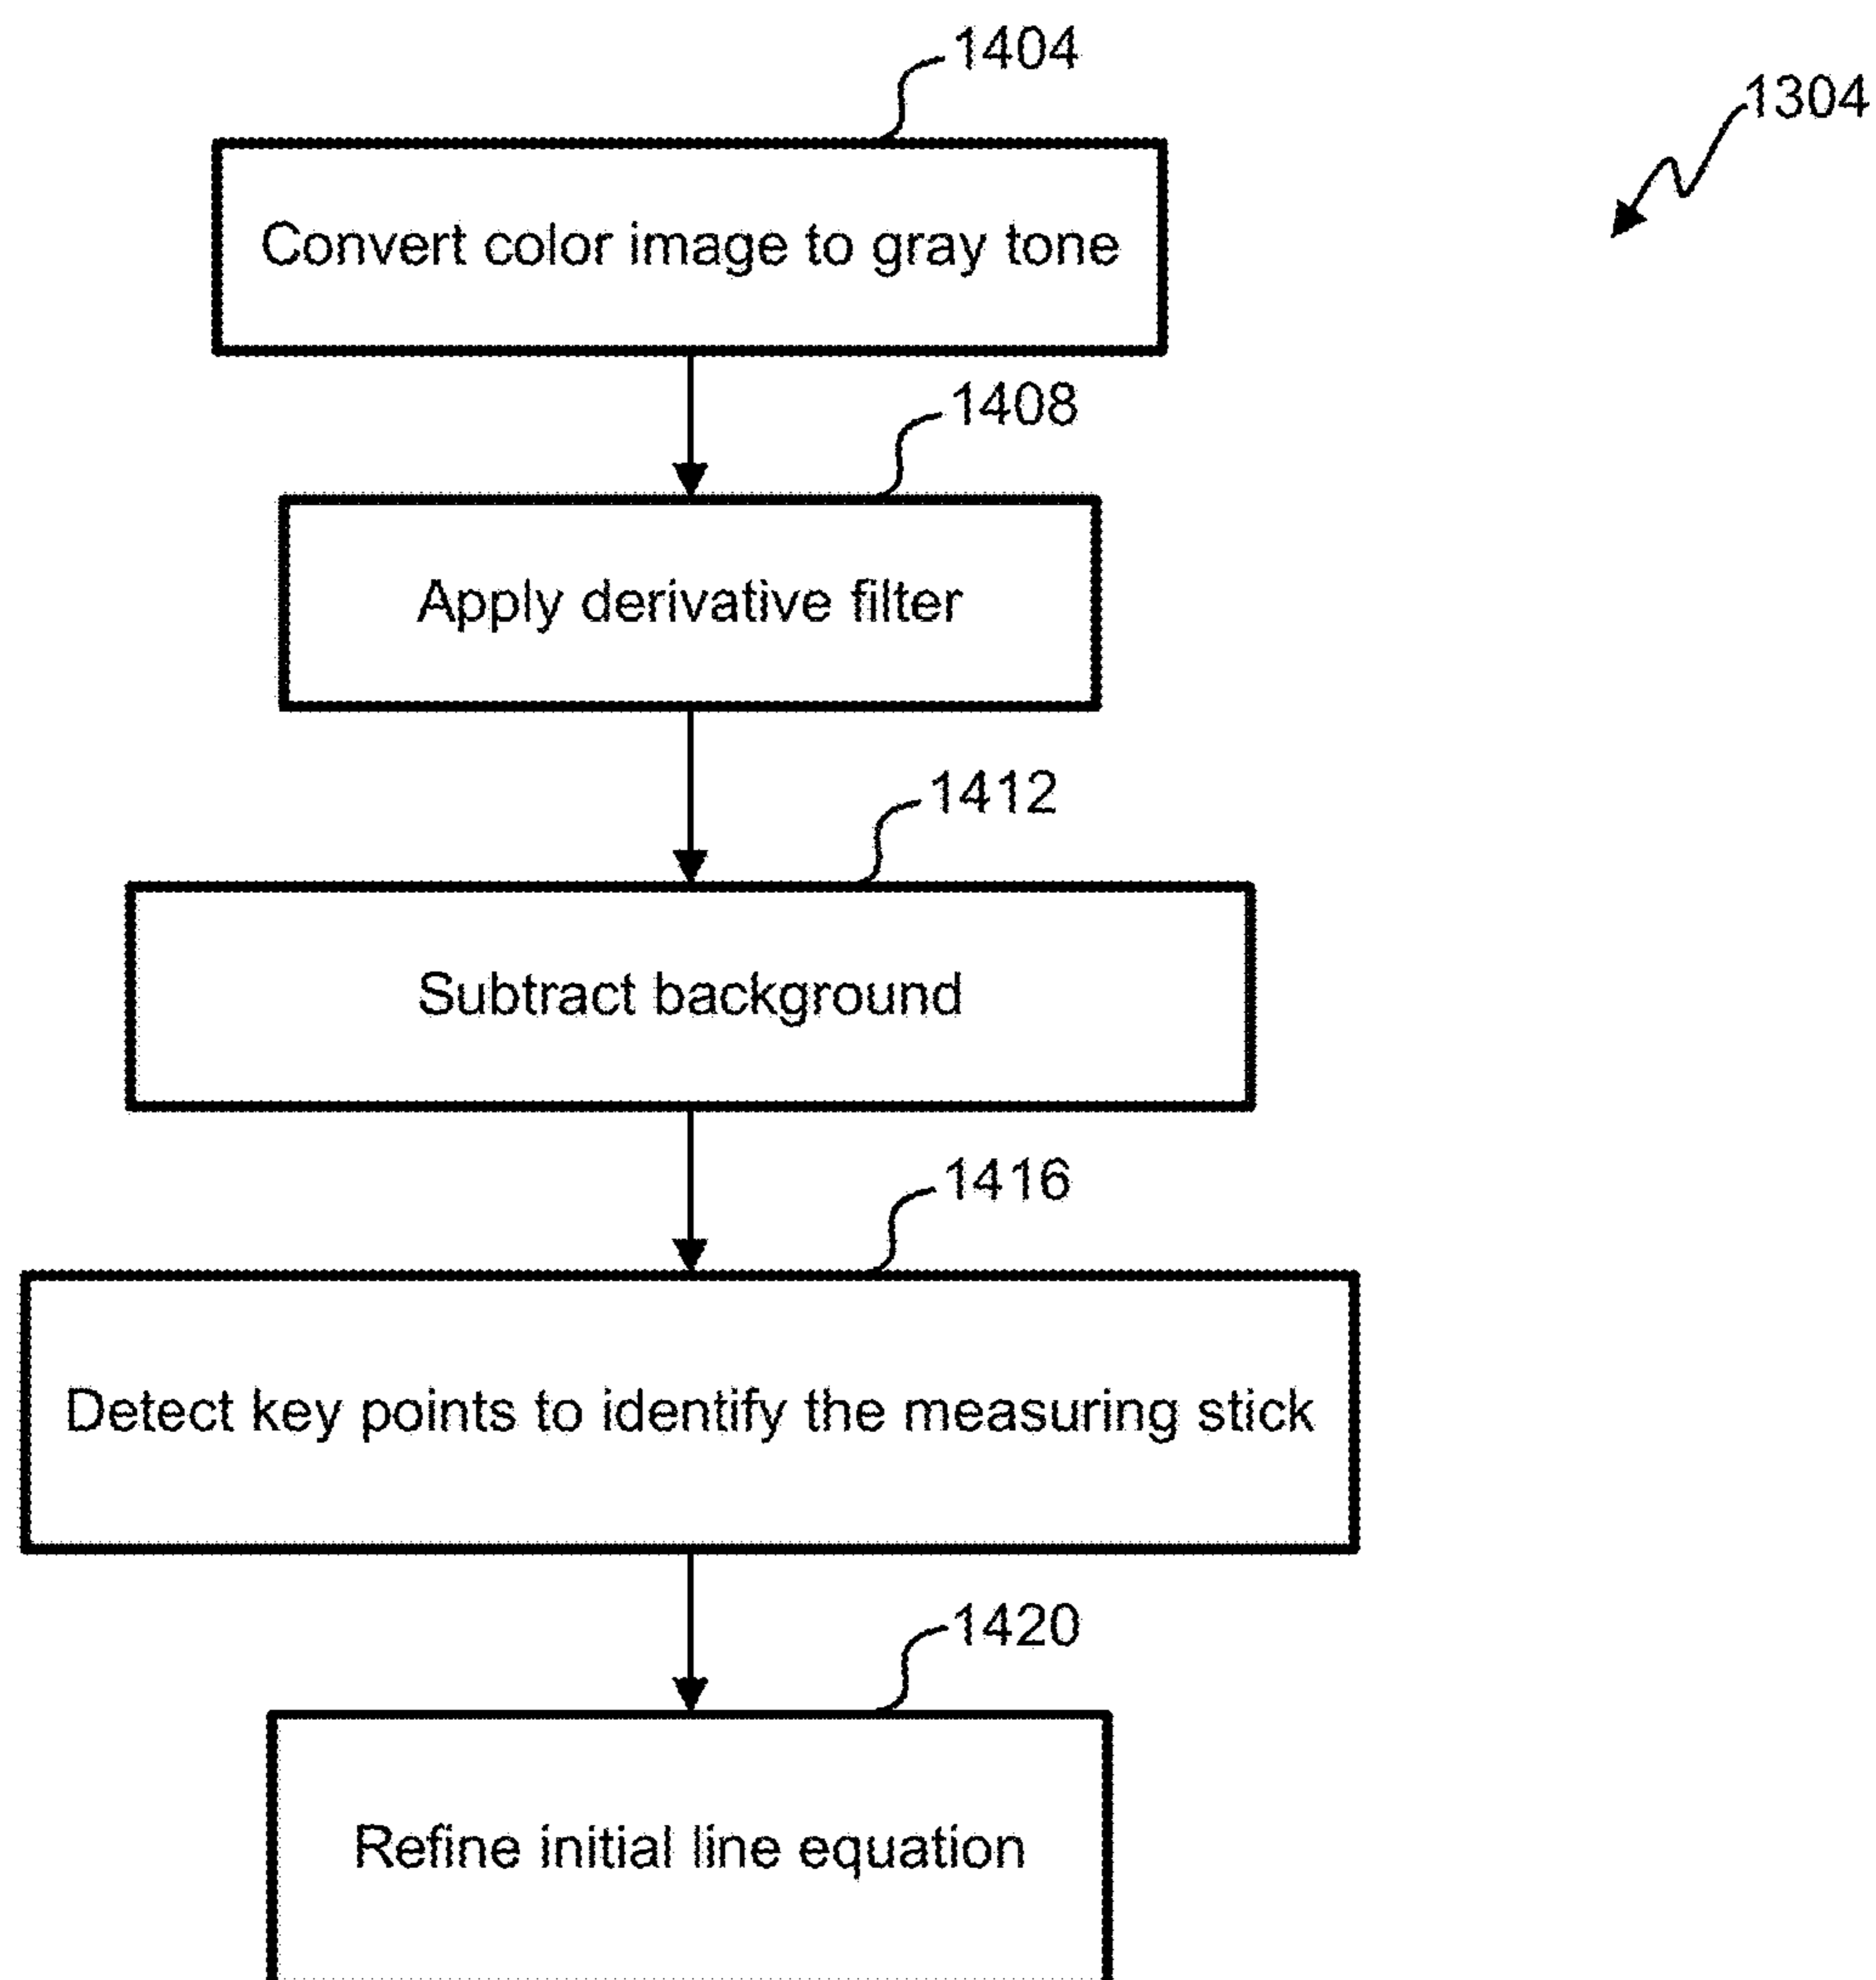 1404
1304
Convert color image to gray tone
1408
Apply derivative filter
1412
Subtract background
1416
Detect key points to identify the measuring stick
1420
Refine initial line equation